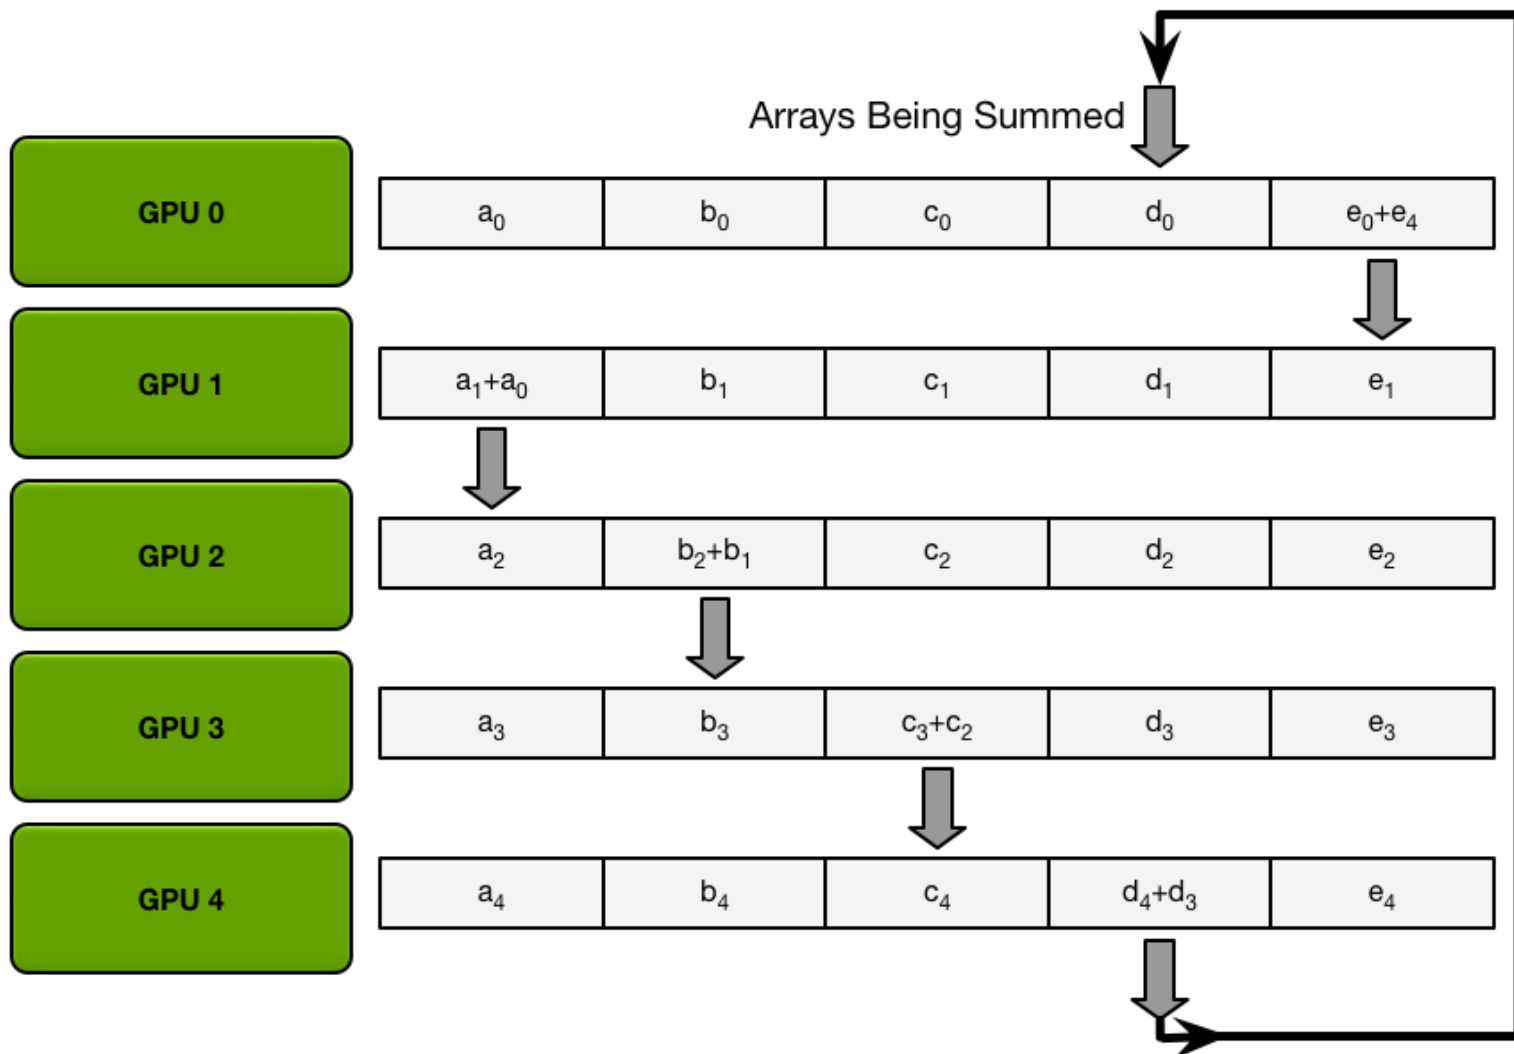 Arrays Being Summed
GPU 0 a₀ b₀ c₀ d₀ e₀+e₄
GPU 1 a₁+a₀ b₁ c₁ d₁ e₁
GPU 2 a₂ b₂+b₁ c₂ d₂ e₂
GPU 3 a₃ b₃ c₃+c₂ d₃ e₃
GPU 4 a₄ b₄ c₄ d₄+d₃ e₄